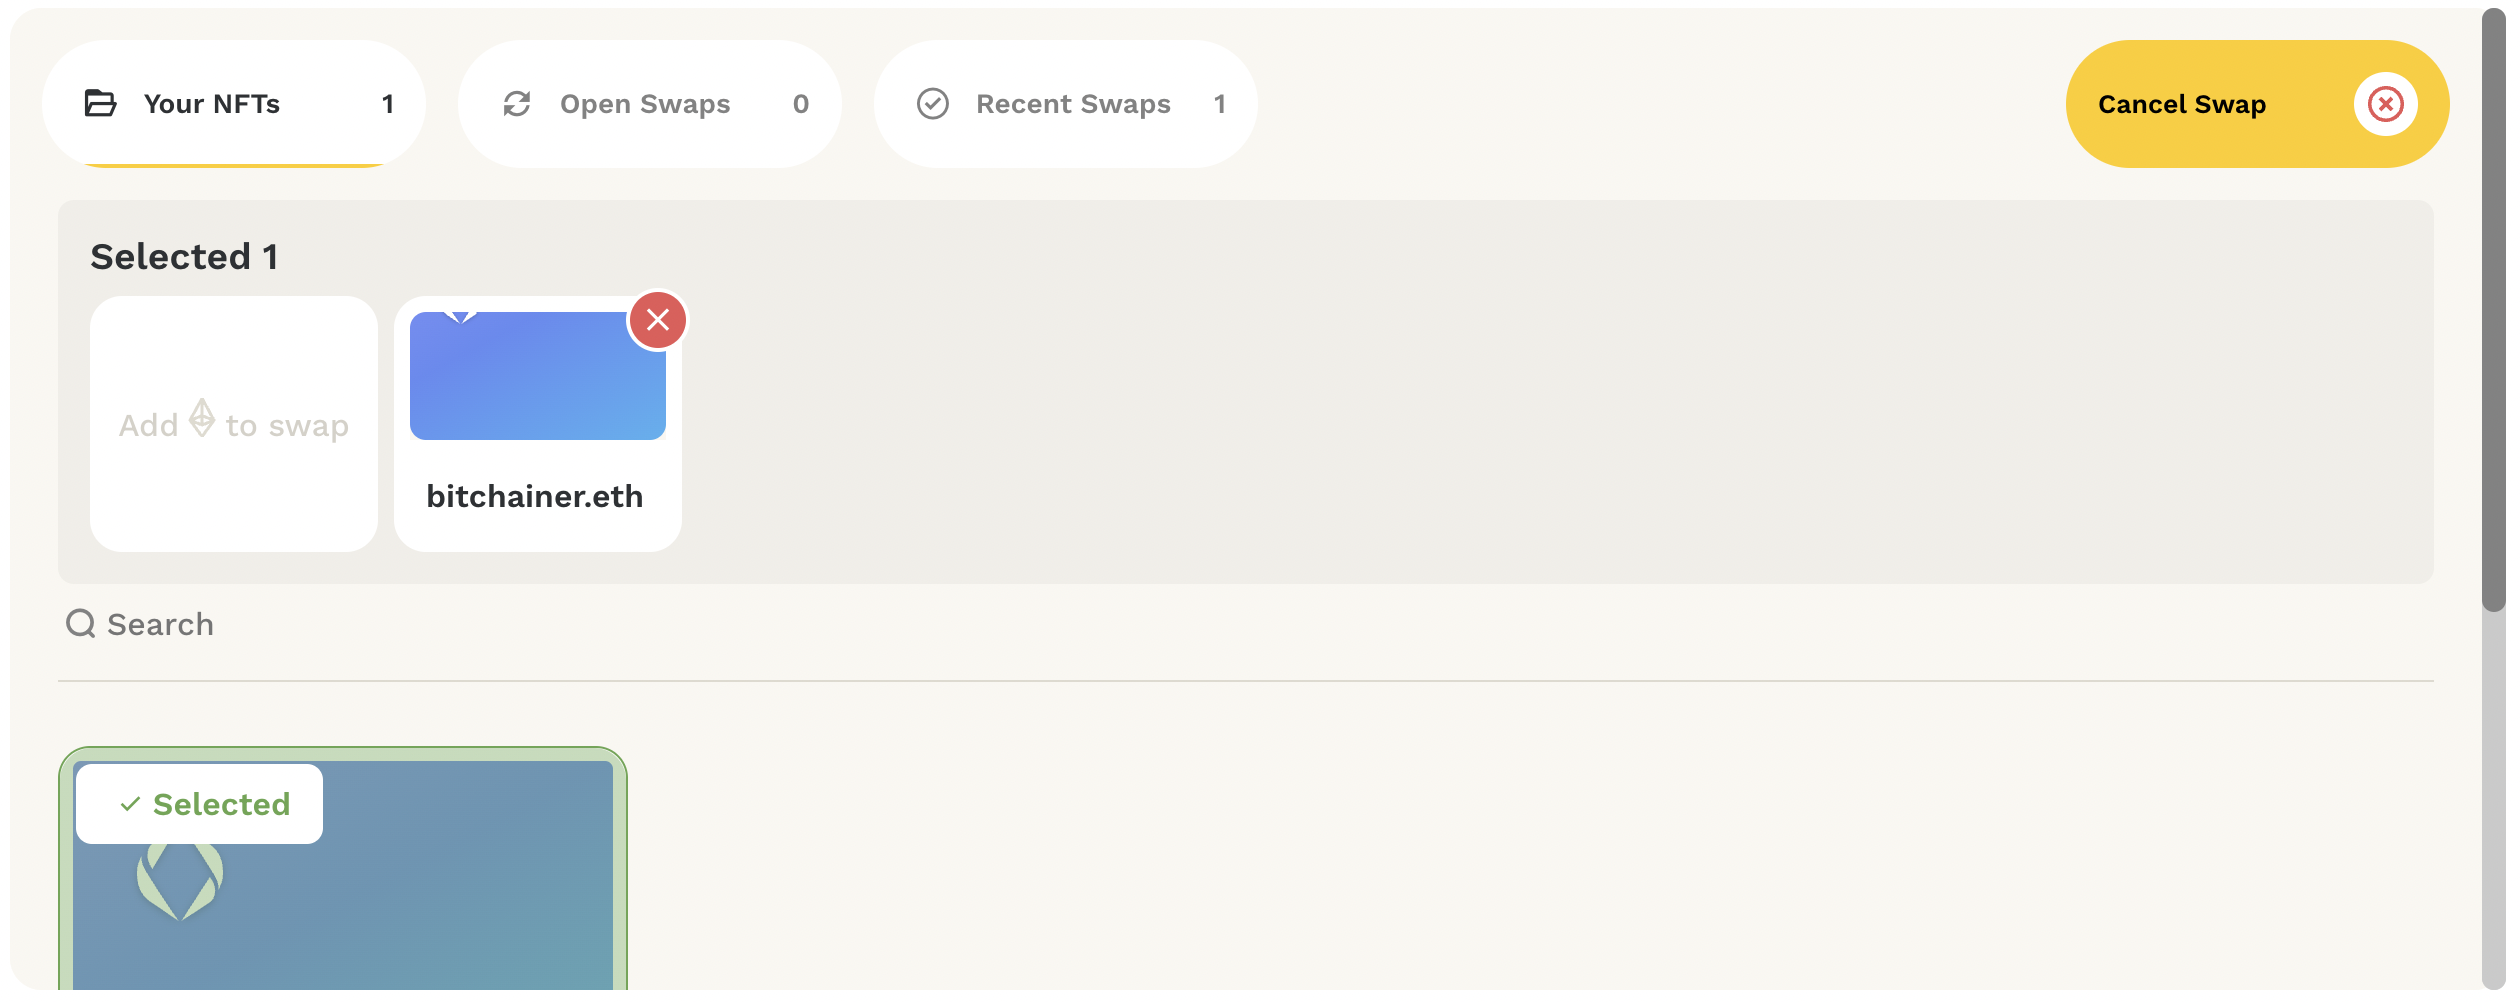 Your NFTs 1
Open Swaps 0
Recent Swaps 1
Cancel Swap
Selected 1
Add to swap
bitchainer.eth
Search
Selected